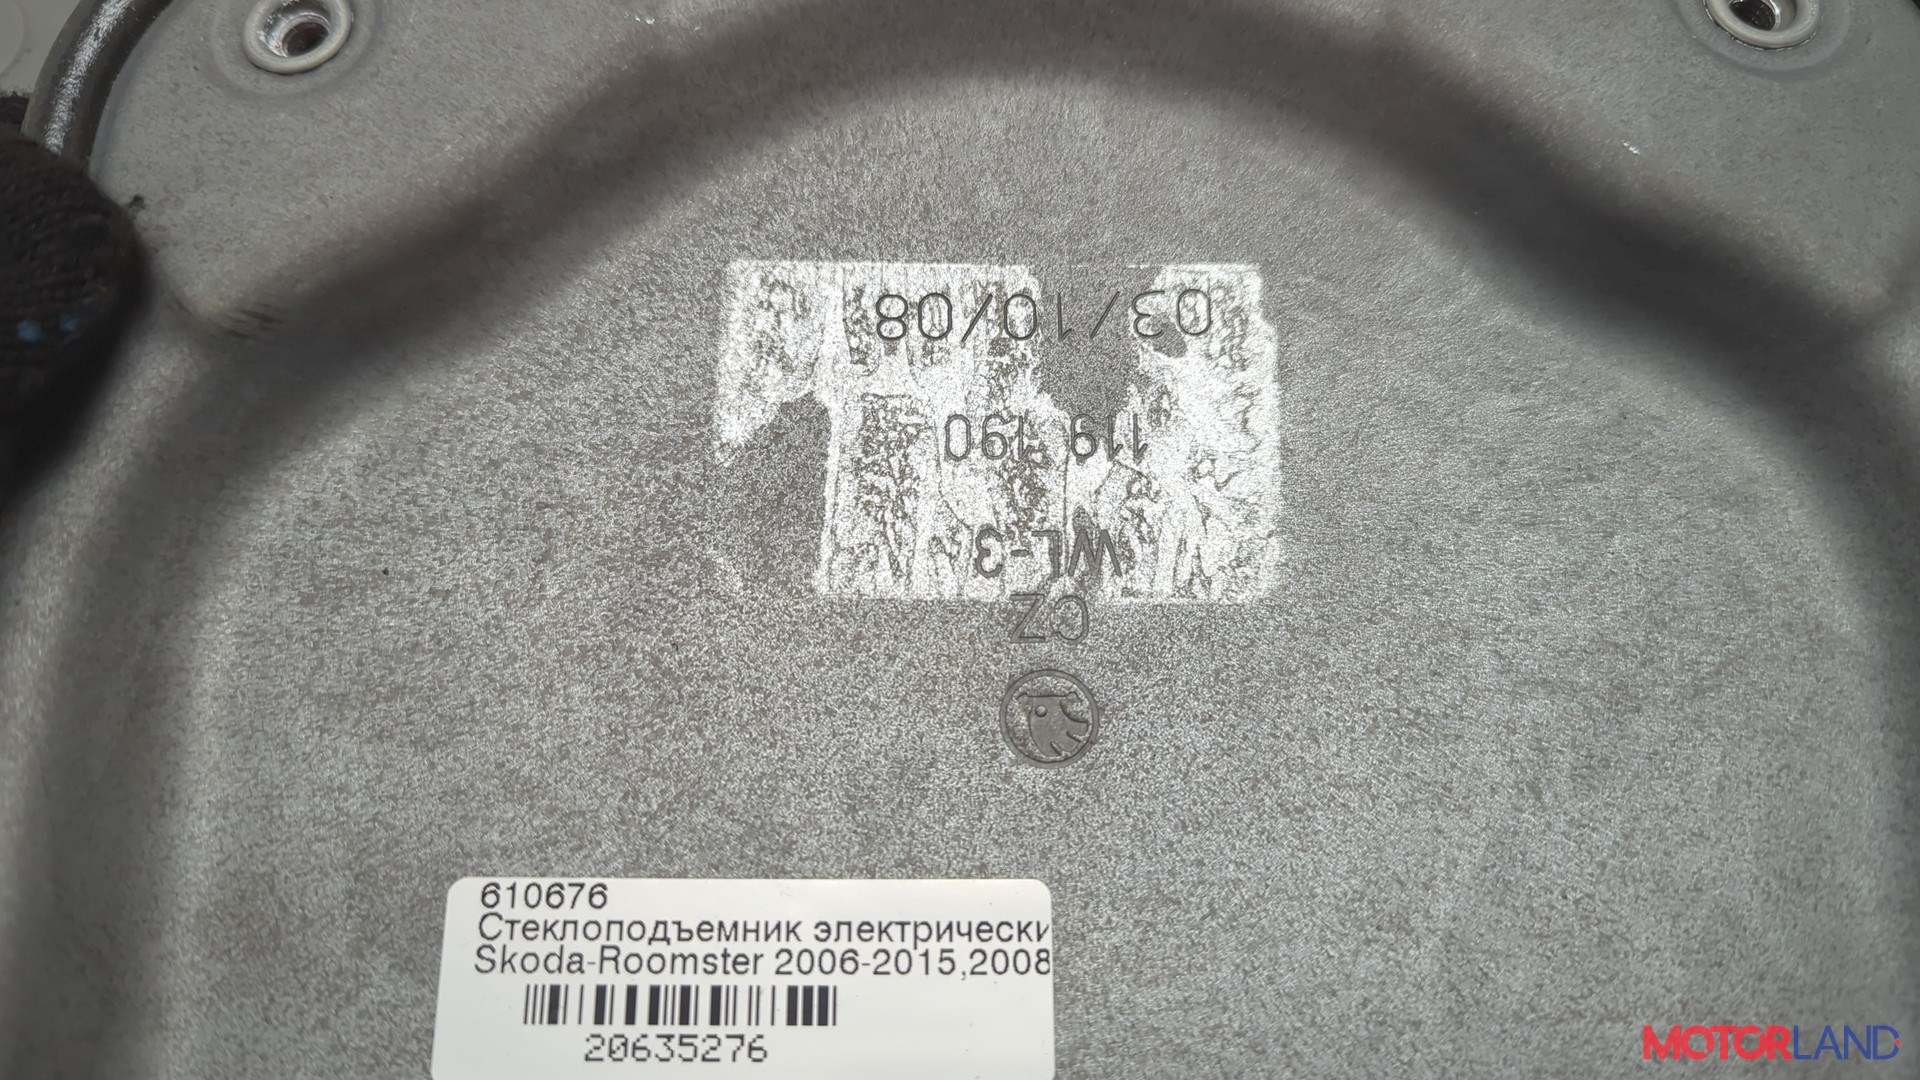 03/10/08
119 190
WL-3
CZ
610676
Стеклоподъемник электрически
Skoda-Roomster 2006-2015,2008
20635276
MOTORLAND